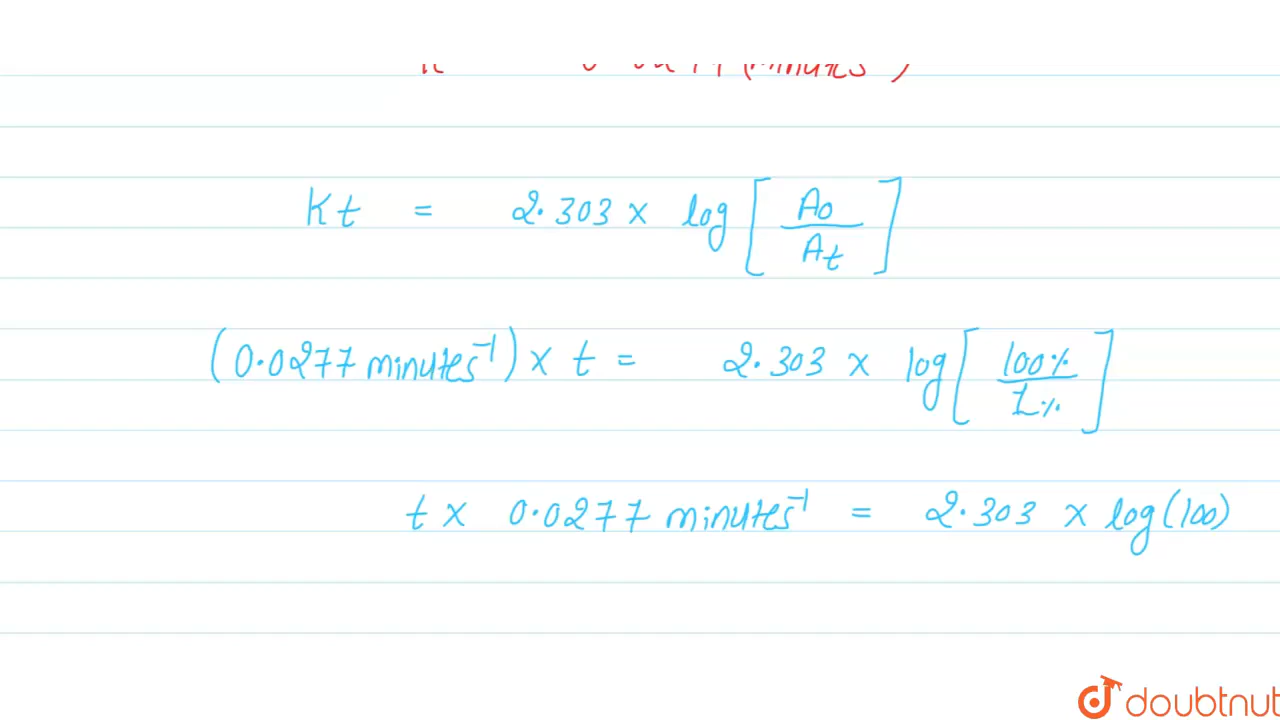 (minutes
Kt = 2.303 × log [ A0 / At ]
(0.0277 minutes⁻¹) × t = 2.303 × log [ 100% / 1% ]
t × 0.0277 minutes⁻¹ = 2.303 × log(100)
doubtnut